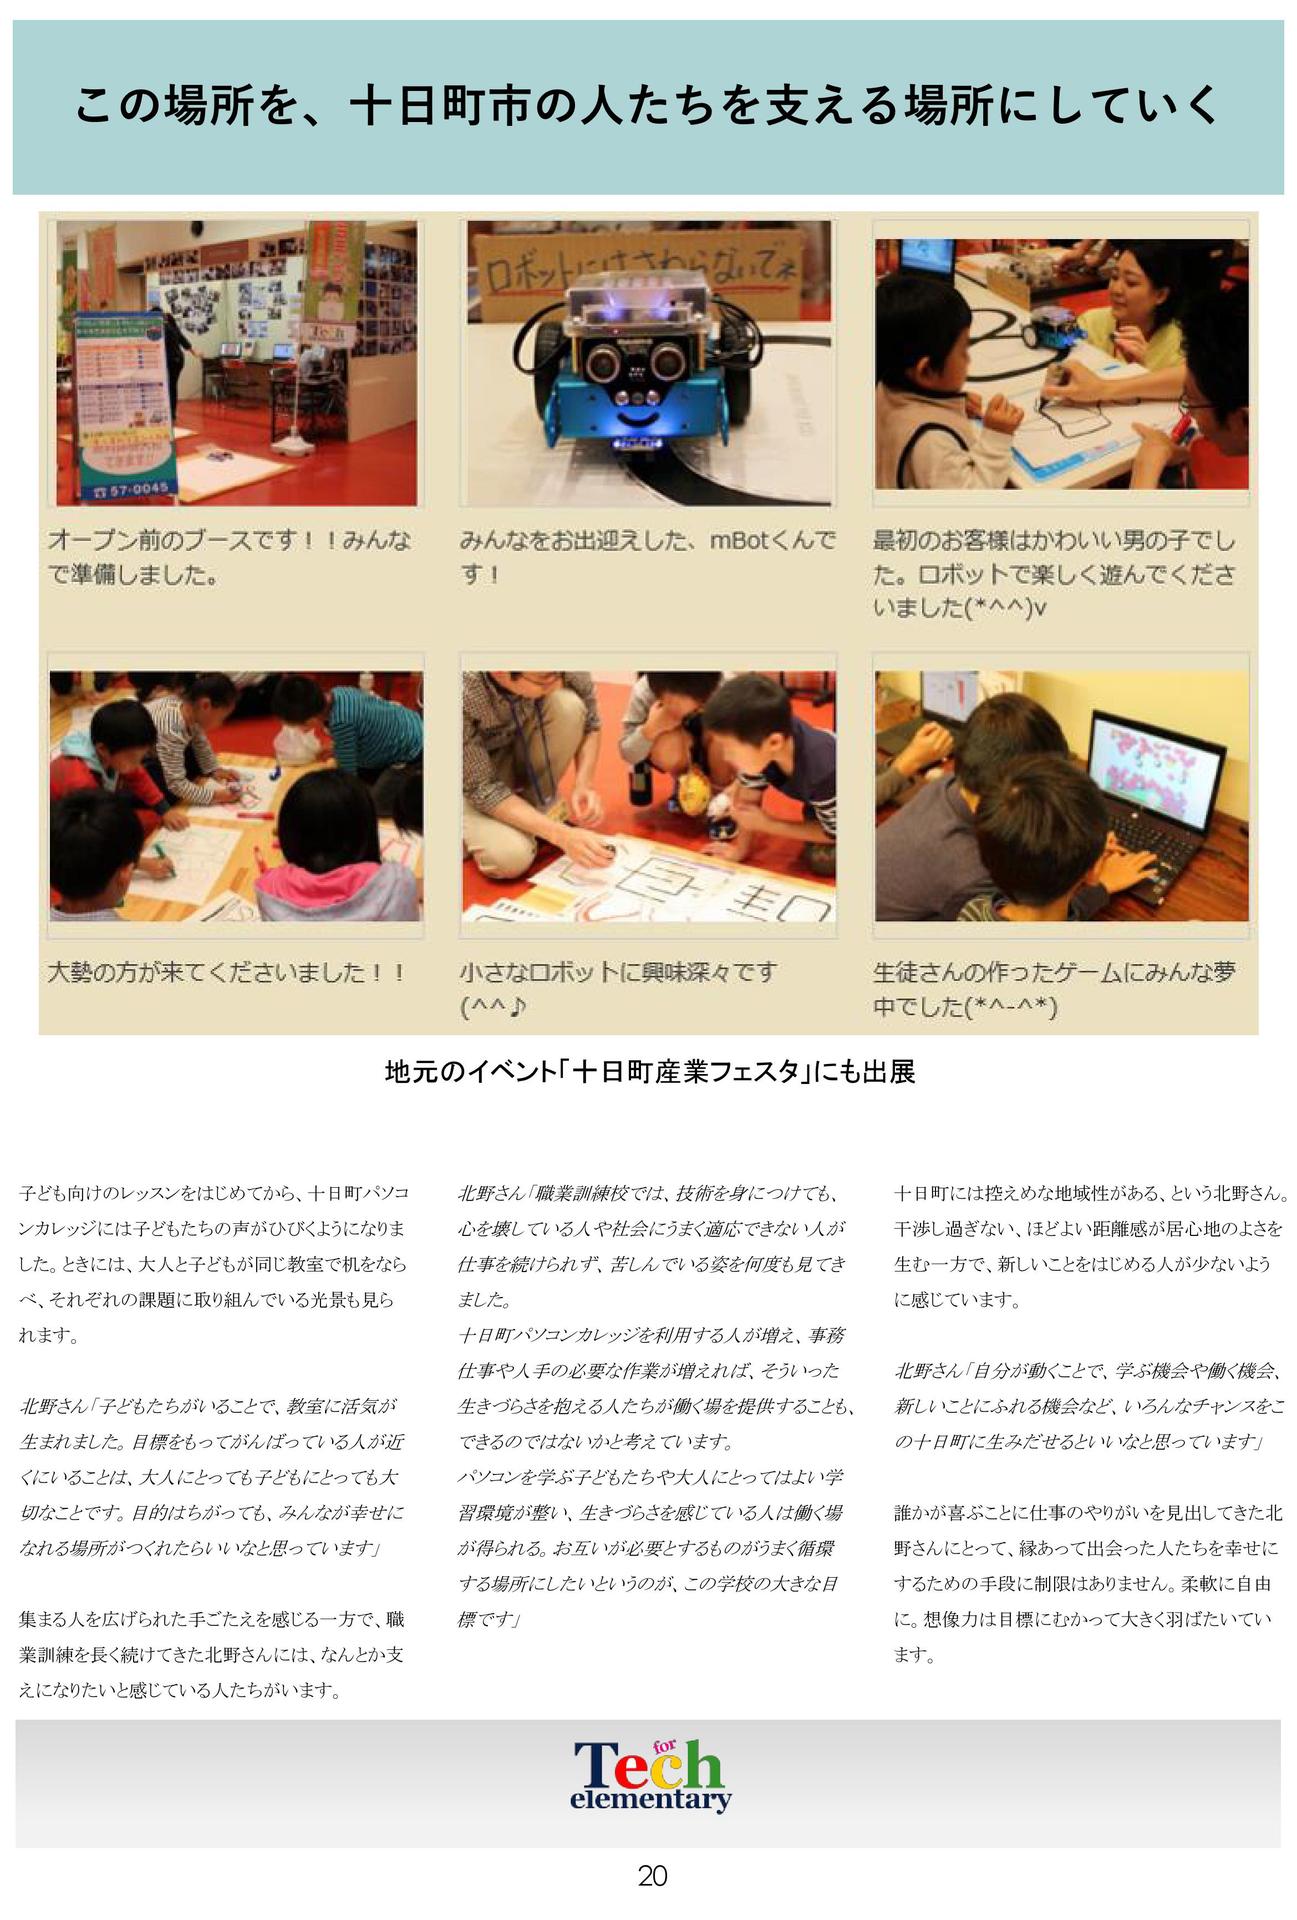 この場所を、十日町市の人たちを支える場所にしていく
Tech
☎57-0045
ロボットにはさわらないでネ
オープン前のブースです！！みんな
で準備しました。
みんなをお出迎えした、mBotくんで
す！
最初のお客様はかわいい男の子でし
た。ロボットで楽しく遊んでくださ
いました(*^^)v
大勢の方が来てくださいました！！
小さなロボットに興味深々です
(^^♪
生徒さんの作ったゲームにみんな夢
中でした(*^-^*)
地元のイベント「十日町産業フェスタ」にも出展
子ども向けのレッスンをはじめてから、十日町パソコ
ンカレッジには子どもたちの声がひびくようになりま
した。ときには、大人と子どもが同じ教室で机をなら
べ、それぞれの課題に取り組んでいる光景も見ら
れます。
北野さん「子どもたちがいることで、教室に活気が
生まれました。目標をもってがんばっている人が近
くにいることは、大人にとっても子どもにとっても大
切なことです。目的はちがっても、みんなが幸せに
なれる場所がつくれたらいいなと思っています」
集まる人を広げられた手ごたえを感じる一方で、職
業訓練を長く続けてきた北野さんには、なんとか支
えになりたいと感じている人たちがいます。
北野さん「職業訓練校では、技術を身につけても、
心を壊している人や社会にうまく適応できない人が
仕事を続けられず、苦しんでいる姿を何度も見てき
ました。
十日町パソコンカレッジを利用する人が増え、事務
仕事や人手の必要な作業が増えれば、そういった
生きづらさを抱える人たちが働く場を提供することも、
できるのではないかと考えています。
パソコンを学ぶ子どもたちや大人にとってはよい学
習環境が整い、生きづらさを感じている人は働く場
が得られる。お互いが必要とするものがうまく循環
する場所にしたいというのが、この学校の大きな目
標です」
十日町には控えめな地域性がある、という北野さん。
干渉し過ぎない、ほどよい距離感が居心地のよさを
生む一方で、新しいことをはじめる人が少ないよう
に感じています。
北野さん「自分が動くことで、学ぶ機会や働く機会、
新しいことにふれる機会など、いろんなチャンスをこ
の十日町に生みだせるといいなと思っています」
誰かが喜ぶことに仕事のやりがいを見出してきた北
野さんにとって、縁あって出会った人たちを幸せに
するための手段に制限はありません。柔軟に自由
に。想像力は目標にむかって大きく羽ばたいてい
ます。
Tech for
elementary
20